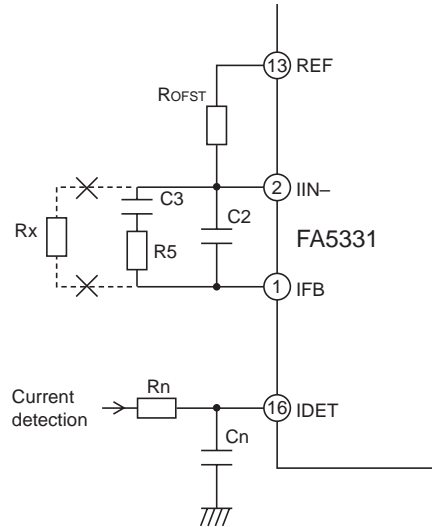 13 REF
ROFST
2 IIN–
C3
C2
Rx
R5
FA5331
1 IFB
Current
detection
Rn
16 IDET
Cn